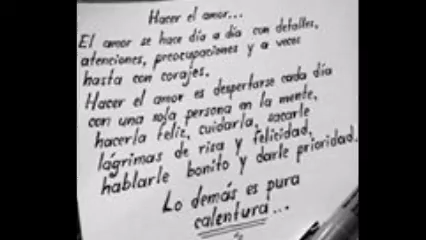 Hacer el amor...
El amor se hace día a día con detalles,
atenciones, preocupaciones y a veces
hasta con corajes.
Hacer el amor es despertarse cada día
con una sola persona en la mente,
hacerla feliz, cuidarla, sacarle
lágrimas de risa y felicidad,
hablarle bonito y darle prioridad.
Lo demás es pura
calentura...